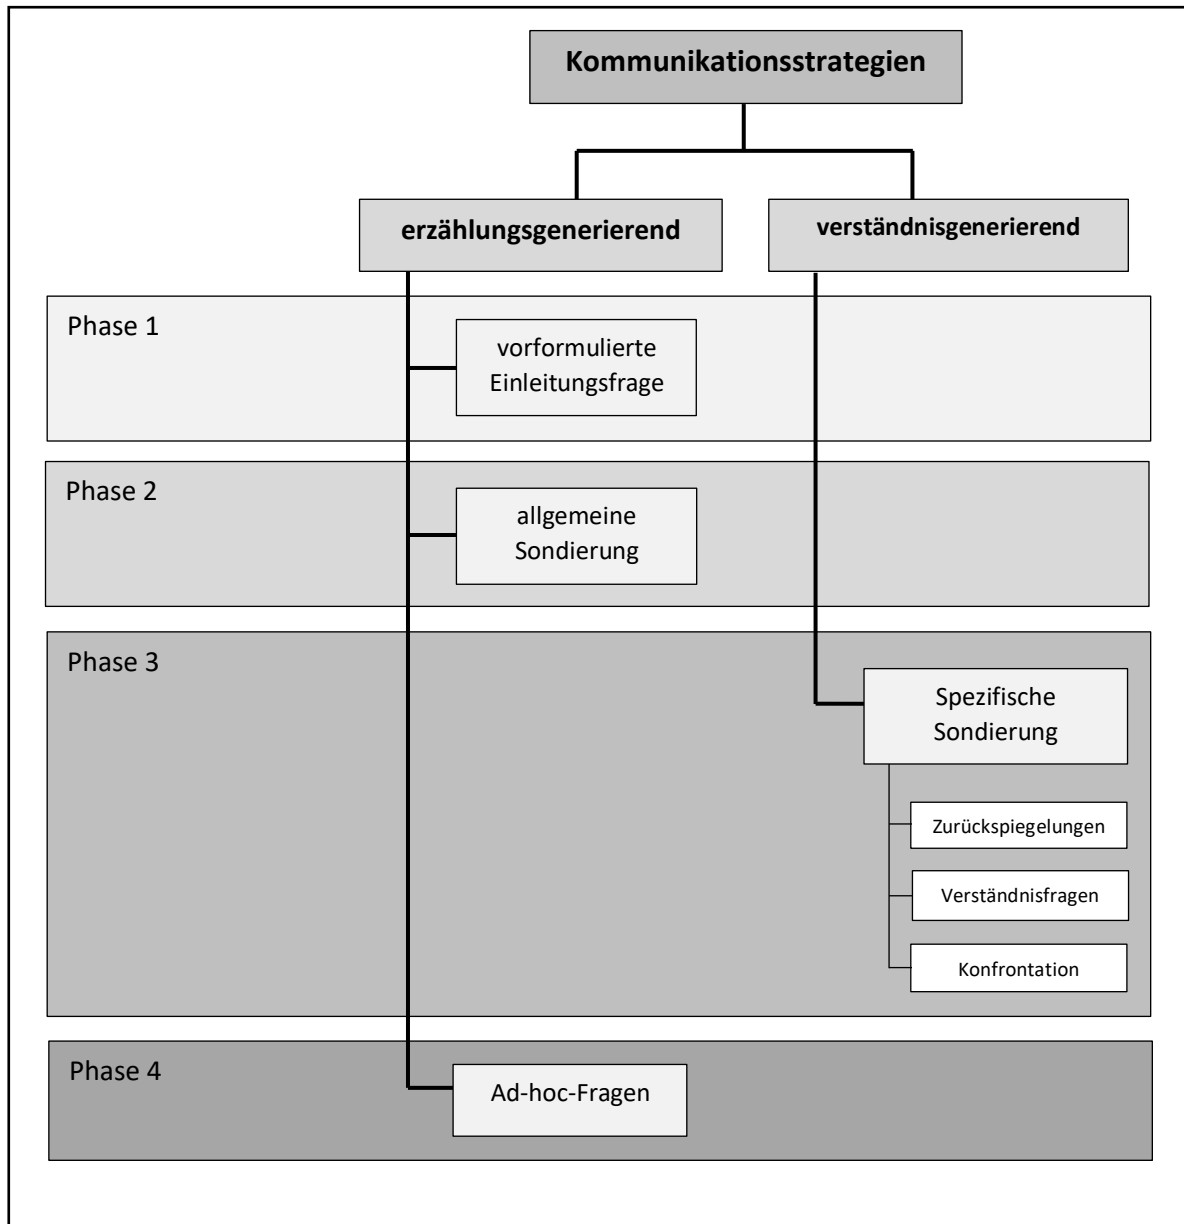 Kommunikationsstrategien
erzählungsgenerierend
verständnisgenerierend
Phase 1
vorformulierte
Einleitungsfrage
Phase 2
allgemeine
Sondierung
Phase 3
Spezifische
Sondierung
Zurückspiegelungen
Verständnisfragen
Konfrontation
Phase 4
Ad-hoc-Fragen